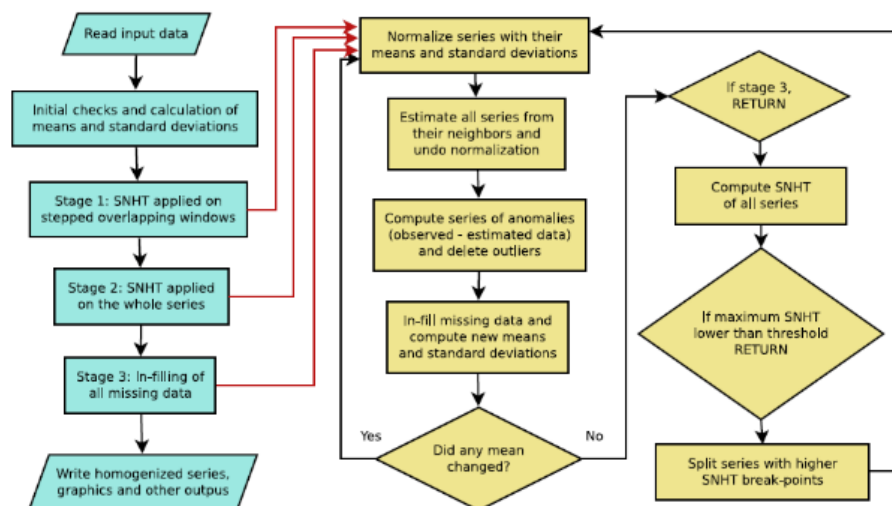 Read input data
Initial checks and calculation of
means and standard deviations
Stage 1: SNHT applied on
stepped overlapping windows
Stage 2: SNHT applied
on the whole series
Stage 3: In-filling of
all missing data
Write homogenized series,
graphics and other outpus
Normalize series with their
means and standard deviations
Estimate all series from
their neighbors and
undo normalization
Compute series of anomalies
(observed - estimated data)
and delete outliers
In-fill missing data and
compute new means
and standard deviations
Yes
No
Did any mean
changed?
If stage 3,
RETURN
Compute SNHT
of all series
If maximum SNHT
lower than threshold
RETURN
Split series with higher
SNHT break-points